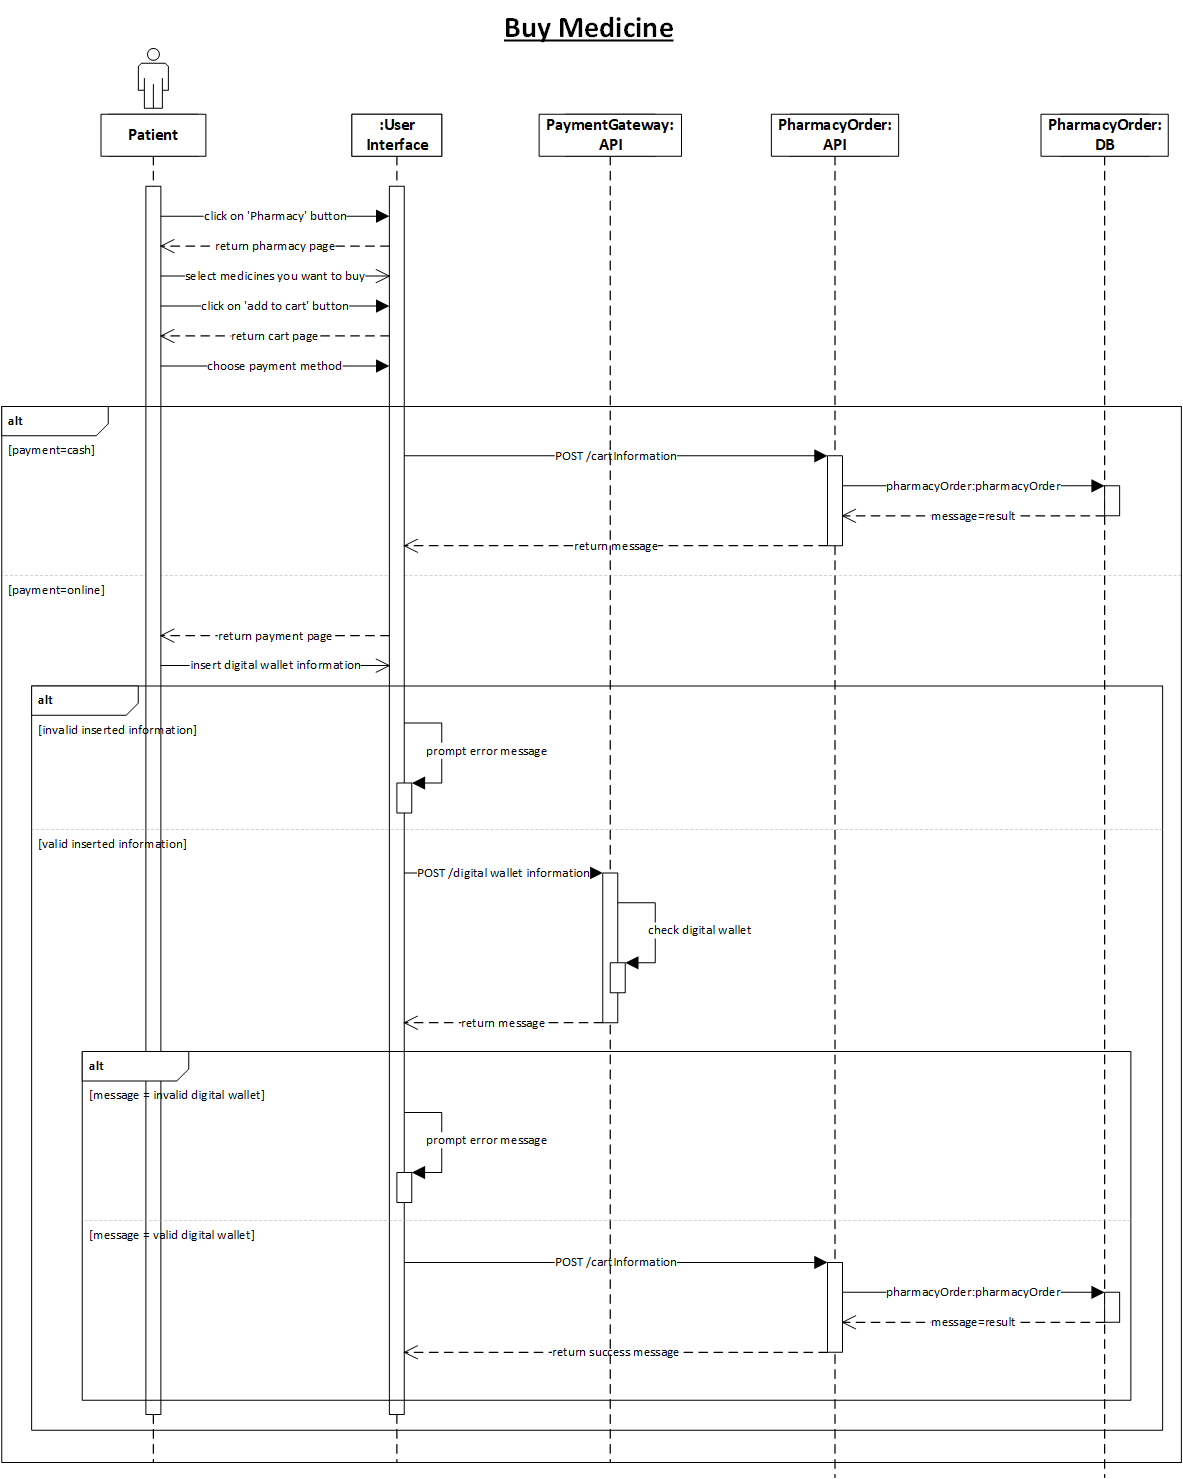 Buy Medicine
Patient
:User
Interface
PaymentGateway:
API
PharmacyOrder:
API
PharmacyOrder:
DB
click on 'Pharmacy' button
return pharmacy page
select medicines you want to buy
click on 'add to cart' button
return cart page
choose payment method
alt
[payment=cash]
POST /cartInformation
pharmacyOrder:pharmacyOrder
message=result
return message
[payment=online]
return payment page
insert digital wallet information
alt
[invalid inserted information]
prompt error message
[valid inserted information]
POST /digital wallet information
check digital wallet
return message
alt
[message = invalid digital wallet]
prompt error message
[message = valid digital wallet]
POST /cartInformation
pharmacyOrder:pharmacyOrder
message=result
return success message